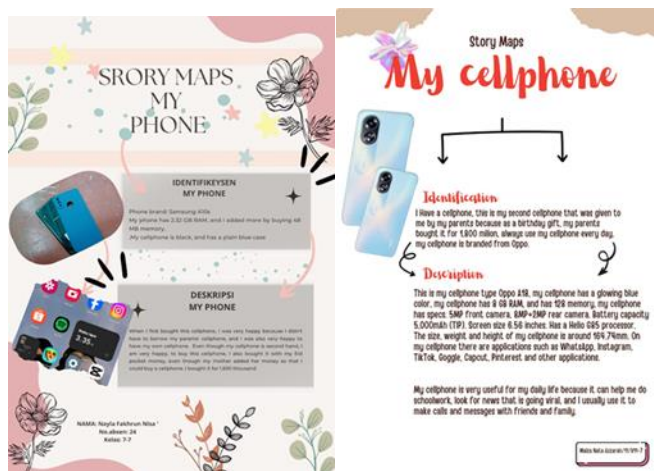 SRORY MAPS
MY
PHONE
IDENTIFIKEYSEN
MY PHONE
Phone brand: Samsung
My phone has 2.32 GB RAM, and I added more by buying 48
MB memory.
.My cellphone is black, and has a plain blue case
DESKRIPSI
MY PHONE
When I first bought this cellphone, I was very happy because I didn't
have to borrow my parents' cellphone, and I was also very happy to
have my own cellphone. Even though my cellphone is second hand, I
am very happy, to buy this cellphone, I also bought it with my first
pocket money, even though my mother added her money so that I
could buy a cellphone, I bought it for thousand
NAMA: Nayla Fakhrun Nisa '
No.absen: 24
Kelas: 7-7
Story Maps
My cellphone
Identification
I Have a cellphone, this is my second cellphone that was given to
me by my parents because as a birthday gift, my parents
bought it for 1,800 million, always use my cellphone every day,
my cellphone is branded from Oppo.
Description
This is my cellphone type Oppo A18, my cellphone has a glowing blue
color, my cellphone has 8 GB RAM, and has 128 memory, my cellphone
has specs. 5MP front camera, 8MP+2MP rear camera. Battery capacity
5.000mAh (TYP). Screen size 6.56 inches. Has a Helio G85 processor.
The size, weight and height of my cellphone is around 164,74mm. On
my cellphone there are applications such as WhatsApp, Instagram,
TikTok, Goggle, Capcut, Pinterest and other applications.
My cellphone is very useful for my daily life because it can help me do
schoolwork, look for news that is going viral, and I usually use it to
make calls and messages with friends and family.